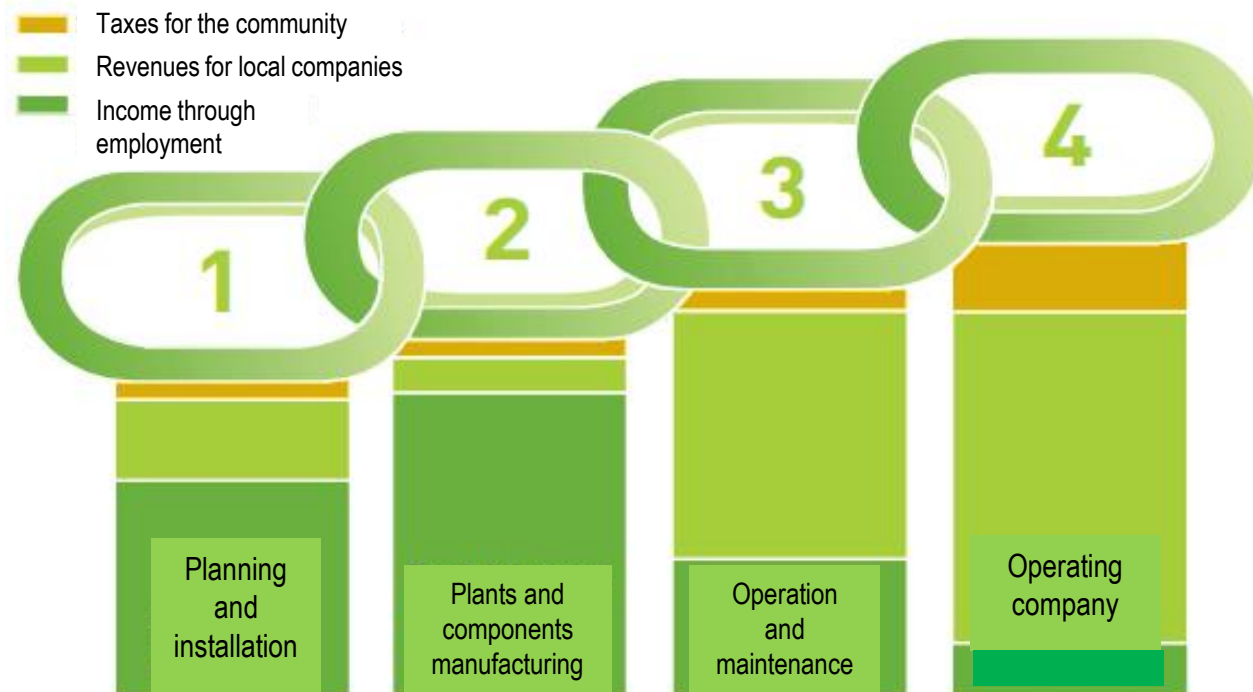 Taxes for the community
Revenues for local companies
Income through
employment
1
2
3
4
Planning
and
installation
Plants and
components
manufacturing
Operation
and
maintenance
Operating
company